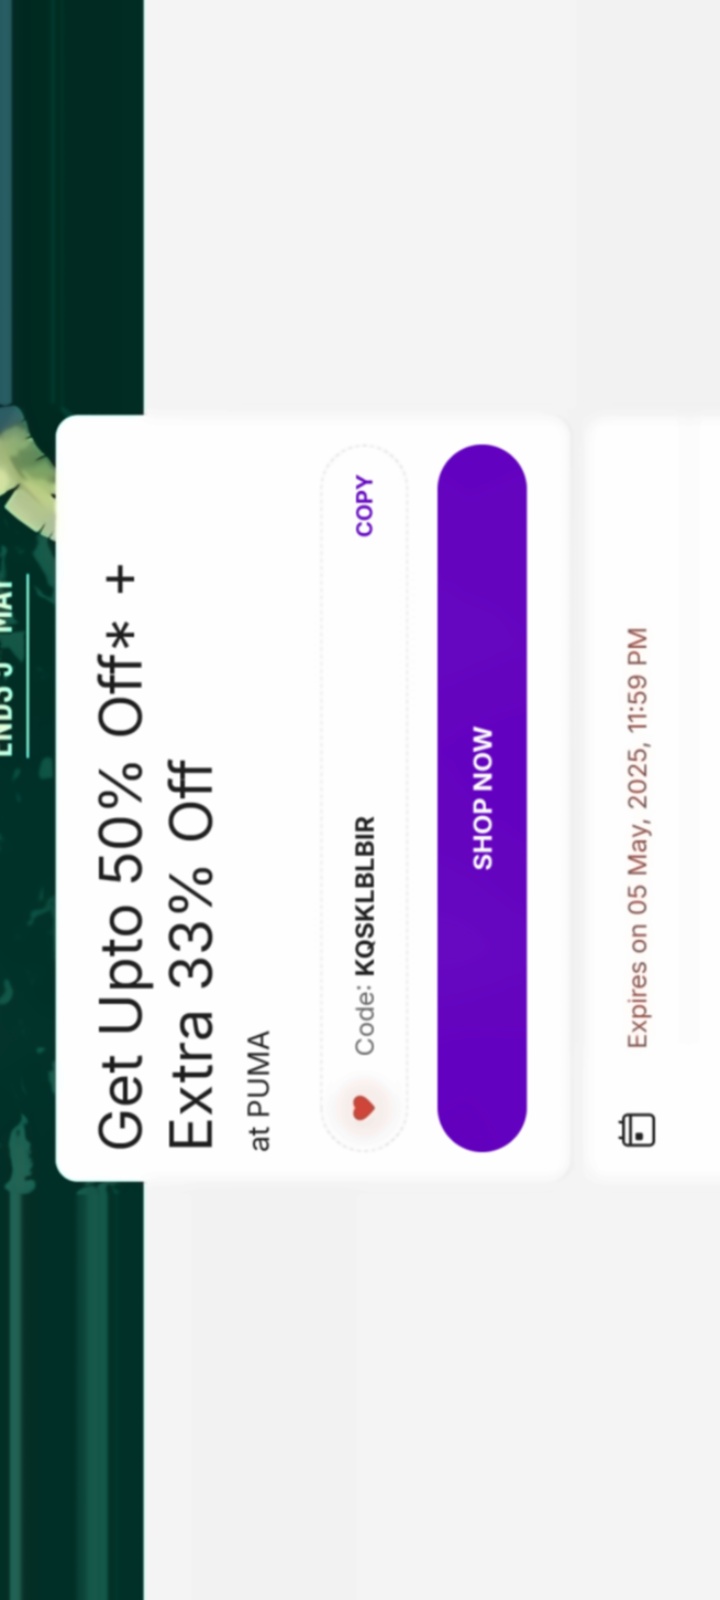 ENDS 5 MAY
Get Upto 50% Off* +
Extra 33% Off
at PUMA
Code: KQSKLBLBIR
COPY
SHOP NOW
Expires on 05 May, 2025, 11:59 PM